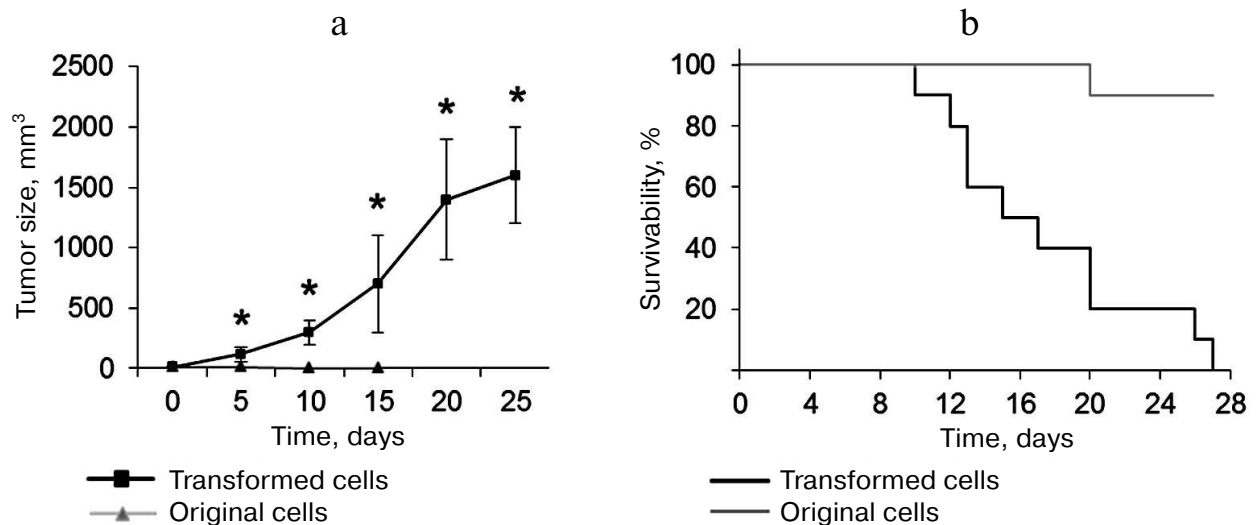 a
2500
2000
1500
1000
500
0
Tumor size, mm³
* * * * *
0 5 10 15 20 25
Time, days
Transformed cells
Original cells
b
100
80
60
40
20
Survivability, %
0 4 8 12 16 20 24 28
Time, days
Transformed cells
Original cells